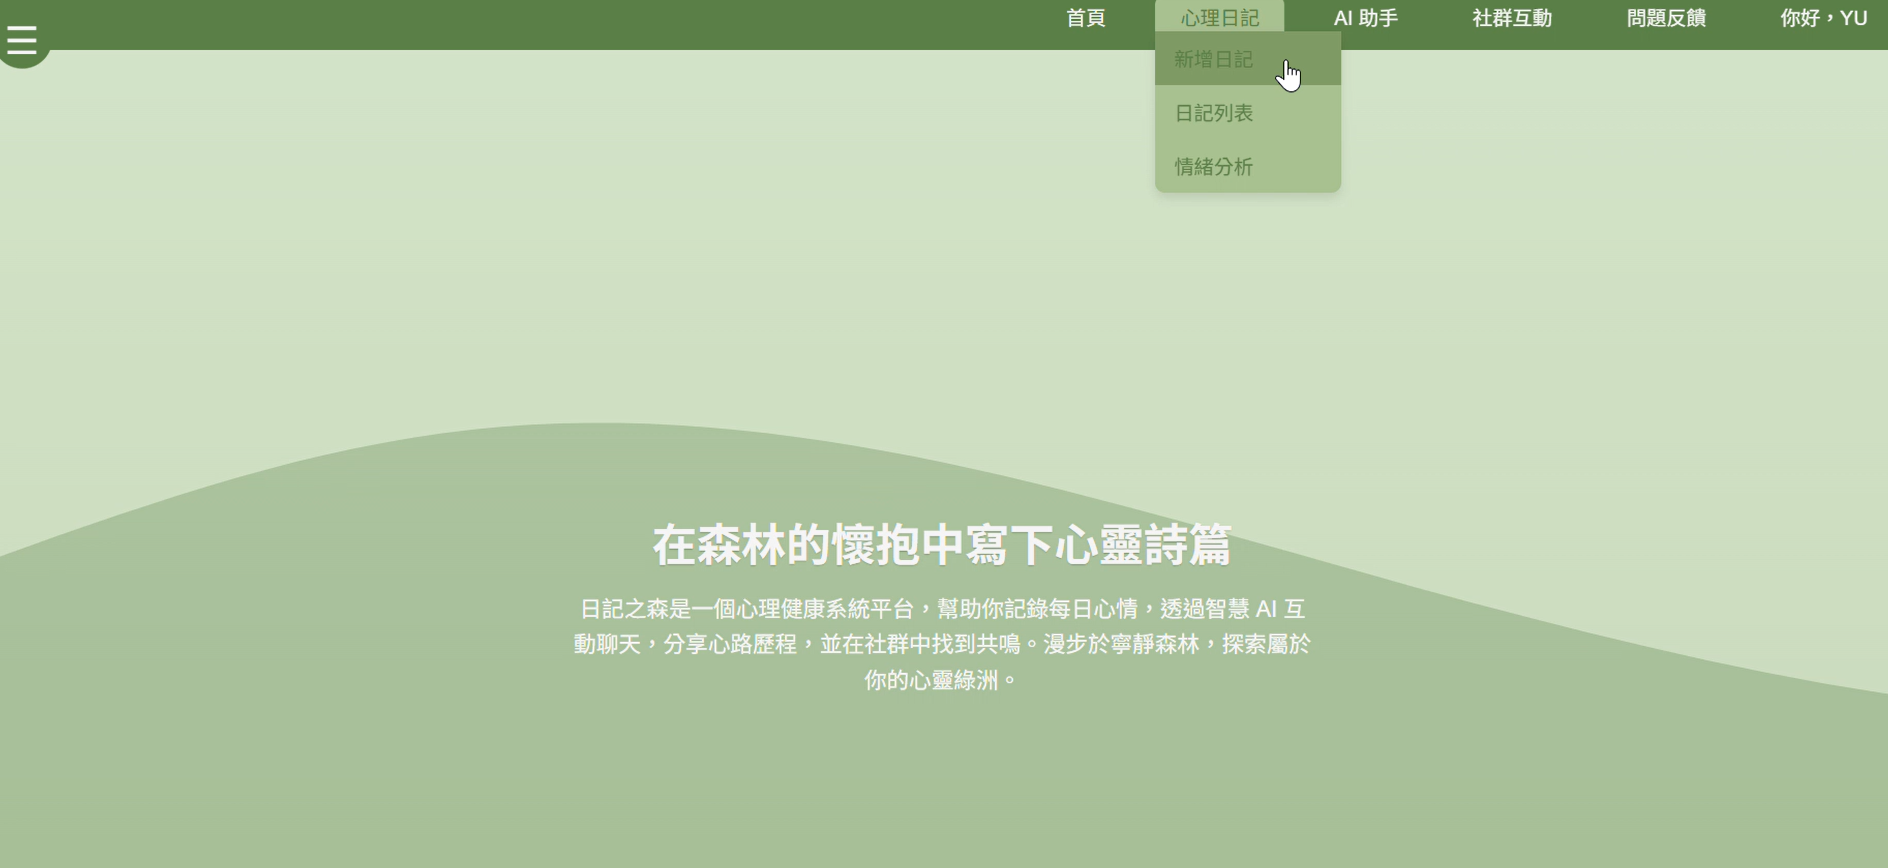 首頁
心理日記
AI 助手
社群互動
問題反饋
你好，YU
新增日記
日記列表
情緒分析
在森林的懷抱中寫下心靈詩篇
日記之森是一個心理健康系統平台，幫助你記錄每日心情，透過智慧 AI 互
動聊天，分享心路歷程，並在社群中找到共鳴。漫步於寧靜森林，探索屬於
你的心靈綠洲。